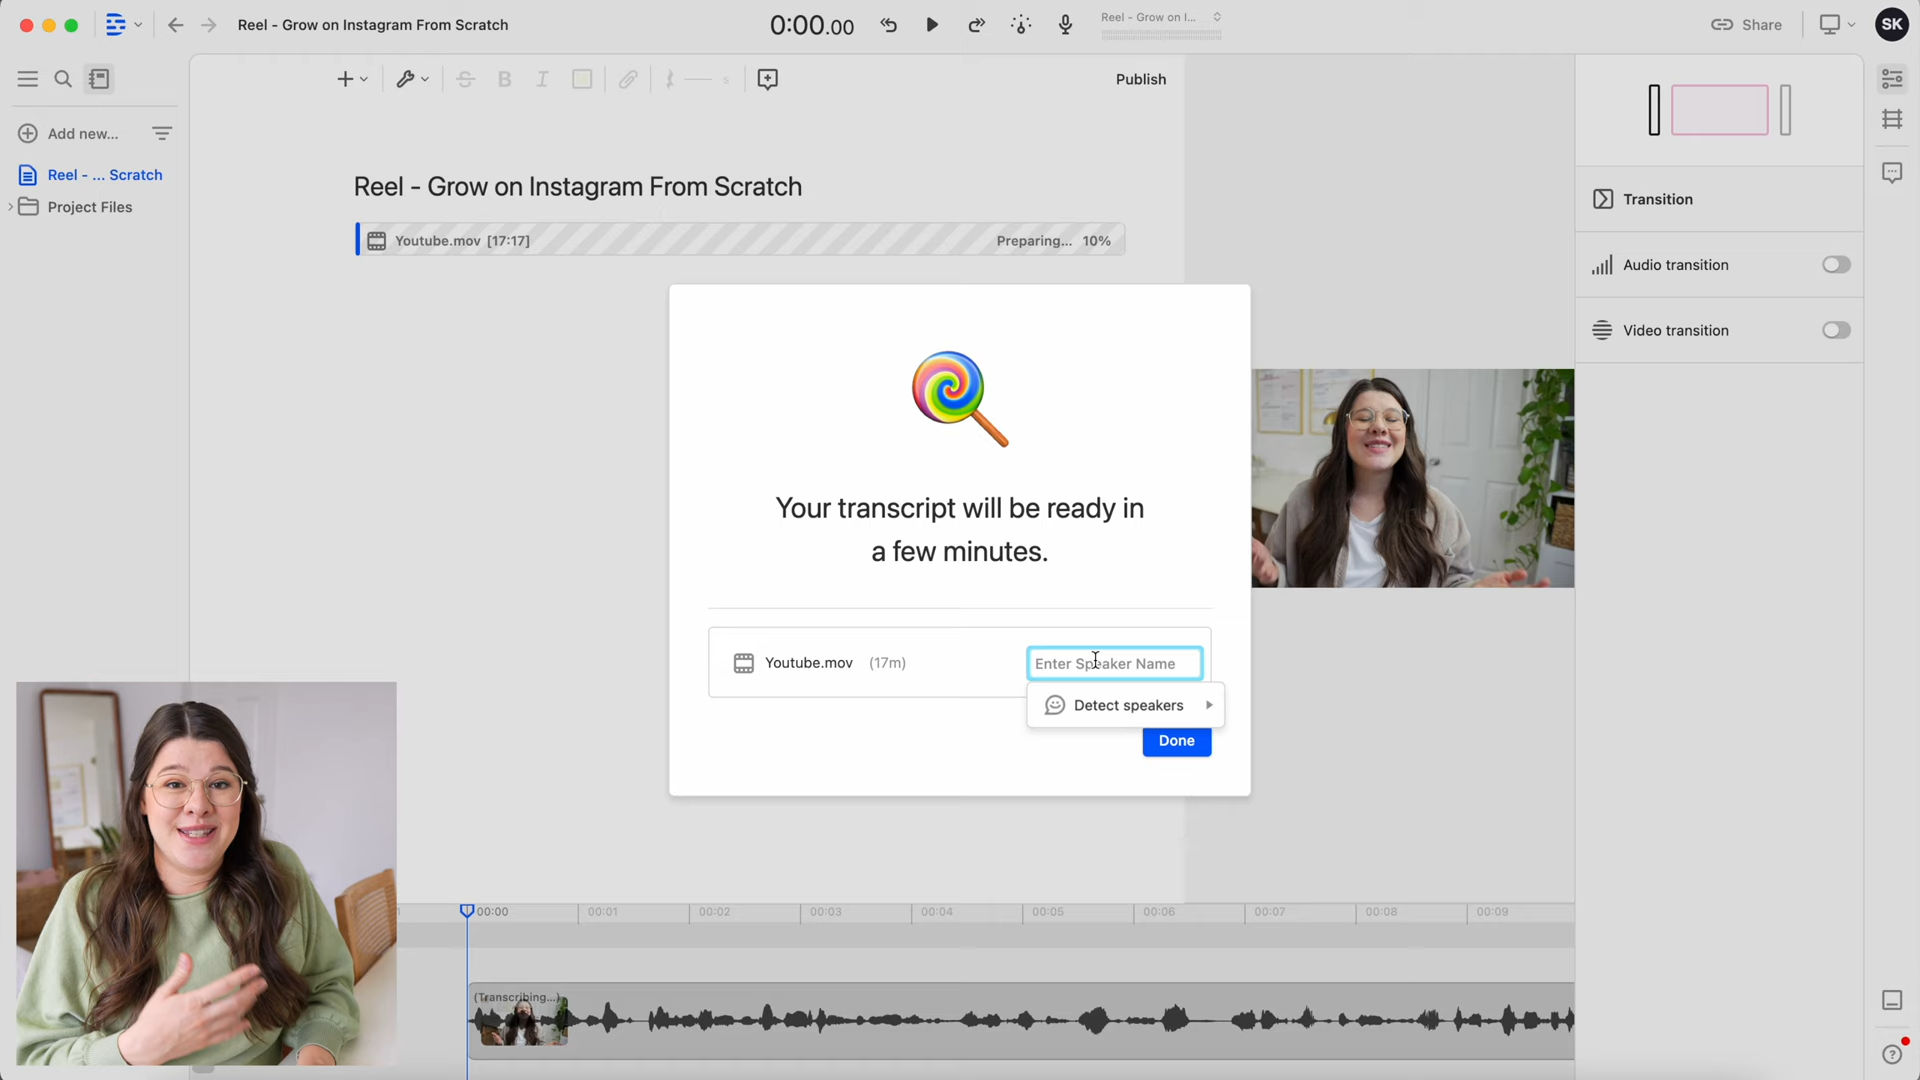 Reel - Grow on Instagram From Scratch
0:00.00
Reel - Grow on I...
Share
SK
Publish
Add new...
Reel - ... Scratch
Project Files
Reel - Grow on Instagram From Scratch
Youtube.mov [17:17]
Preparing... 10%
Transition
Audio transition
Video transition
Your transcript will be ready in
a few minutes.
Youtube.mov (17m)
Enter Speaker Name
Detect speakers
Done
00:00
00:01
00:02
00:03
00:04
00:05
00:06
00:07
00:08
00:09
(Transcribing...)